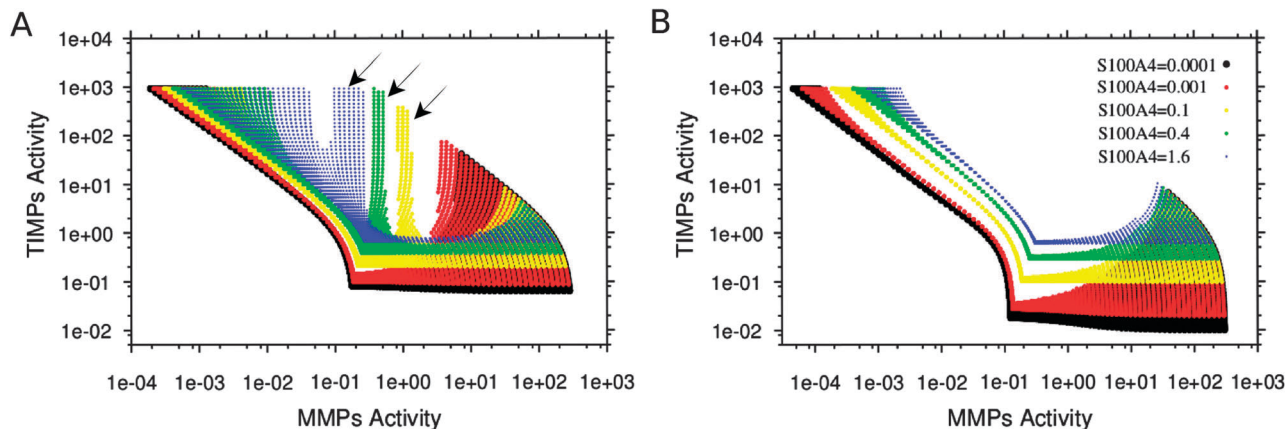 A
TIMPs Activity
1e+04
1e+03
1e+02
1e+01
1e+00
1e-01
1e-02
1e-04 1e-03 1e-02 1e-01 1e+00 1e+01 1e+02 1e+03
MMPs Activity
B
TIMPs Activity
1e+04
1e+03
1e+02
1e+01
1e+00
1e-01
1e-02
S100A4=0.0001
S100A4=0.001
S100A4=0.1
S100A4=0.4
S100A4=1.6
1e-04 1e-03 1e-02 1e-01 1e+00 1e+01 1e+02 1e+03
MMPs Activity